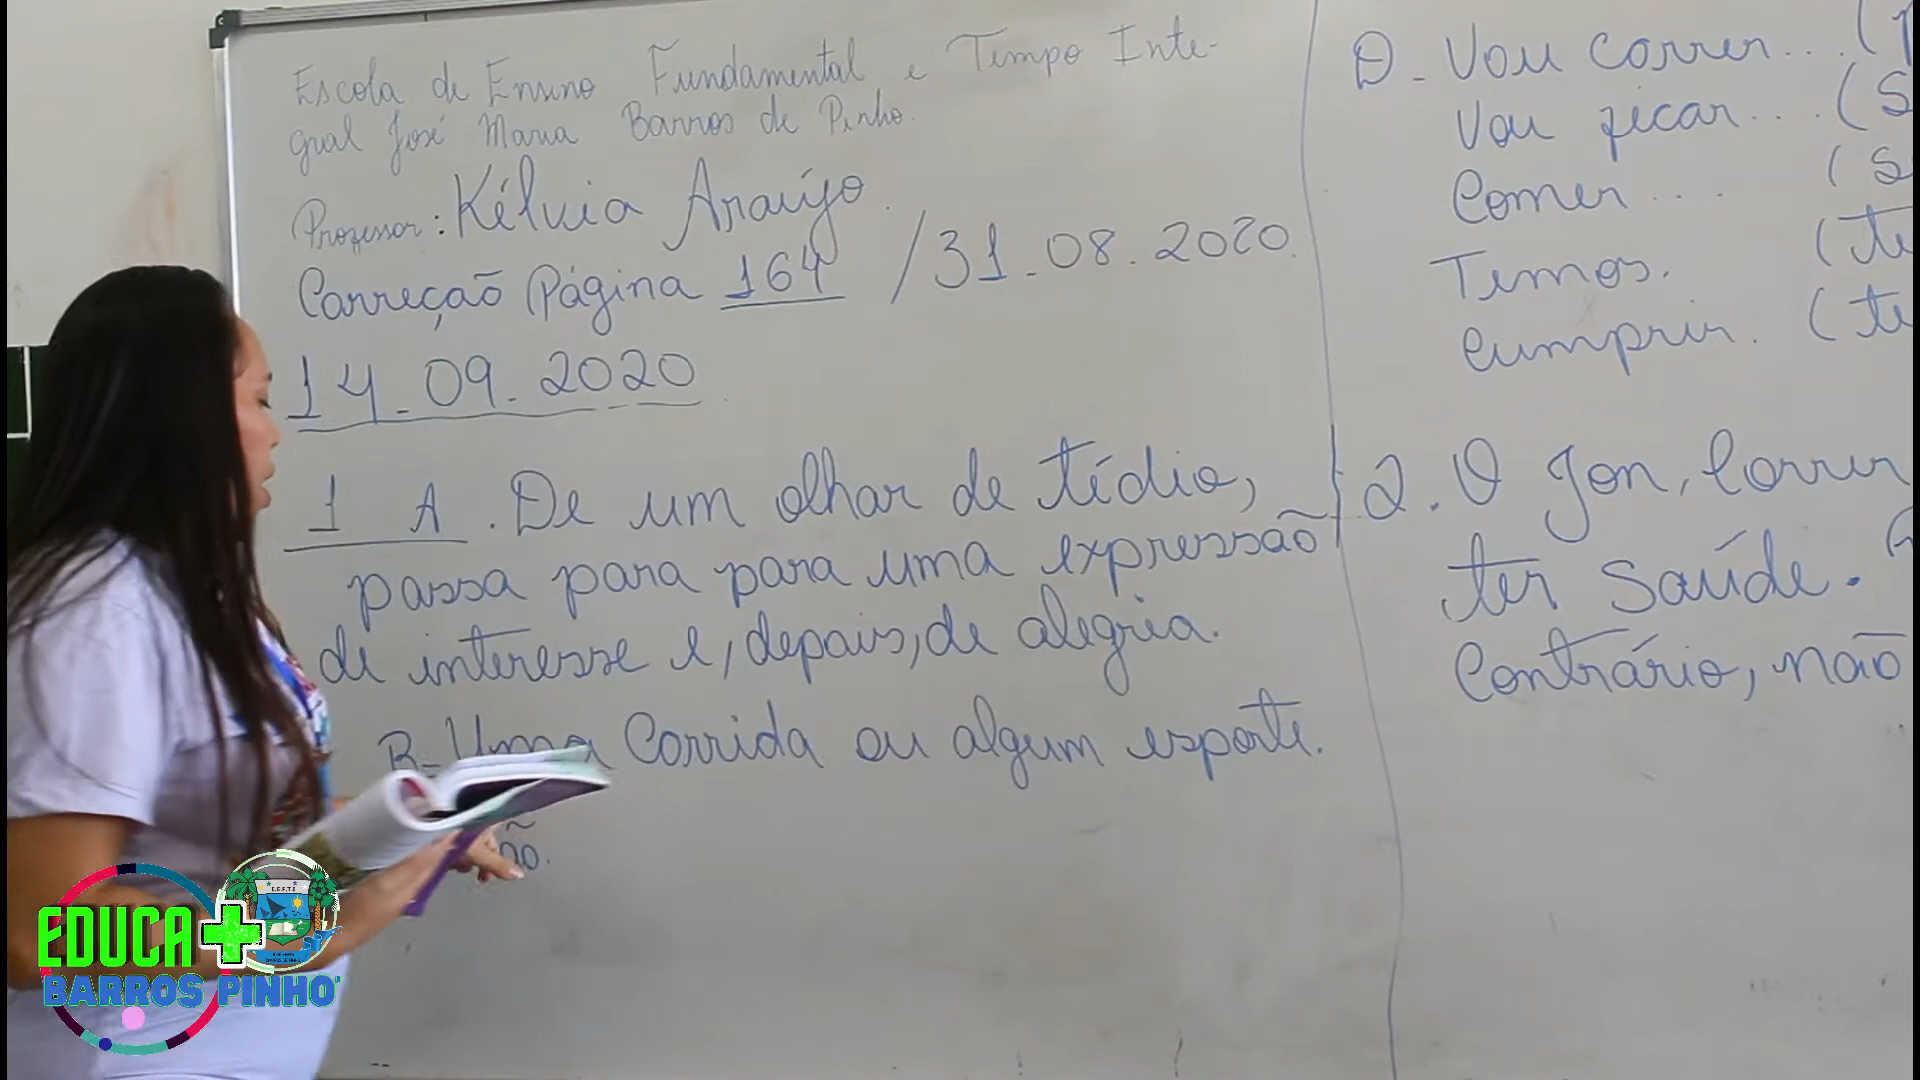 Escola de Ensino Fundamental e Tempo Inte-
gral José Maria Barros de Pinho.
Professor: Kélvia Araújo.
Correção Página 164 / 31.08.2020.
14.09.2020
1 A. De um olhar de tédio,
passa para para uma expressão
de interesse e, depois, de alegria.
B- Uma Corrida ou algum esporte.
ão.
D- Vou correr... (
Vou ficar... (S
Comer... (S
Temos. (te
Cumprir. (te
2. O Jon, Correr
ter Saúde.
Contrário, não
EDUCA+
BARROS PINHO